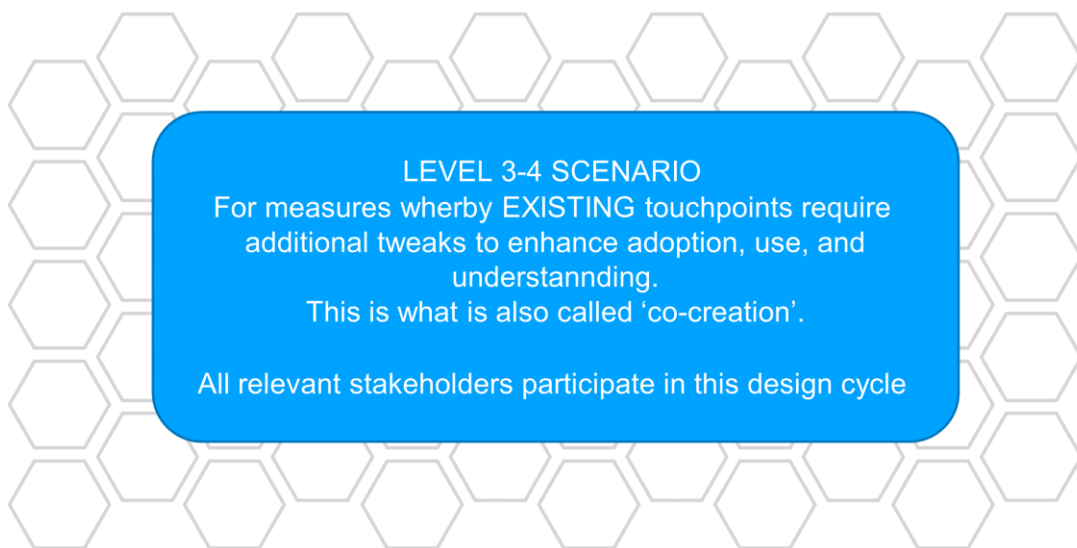 LEVEL 3-4 SCENARIO
For measures wherby EXISTING touchpoints require
additional tweaks to enhance adoption, use, and
understannding.
This is what is also called ‘co-creation’.
All relevant stakeholders participate in this design cycle